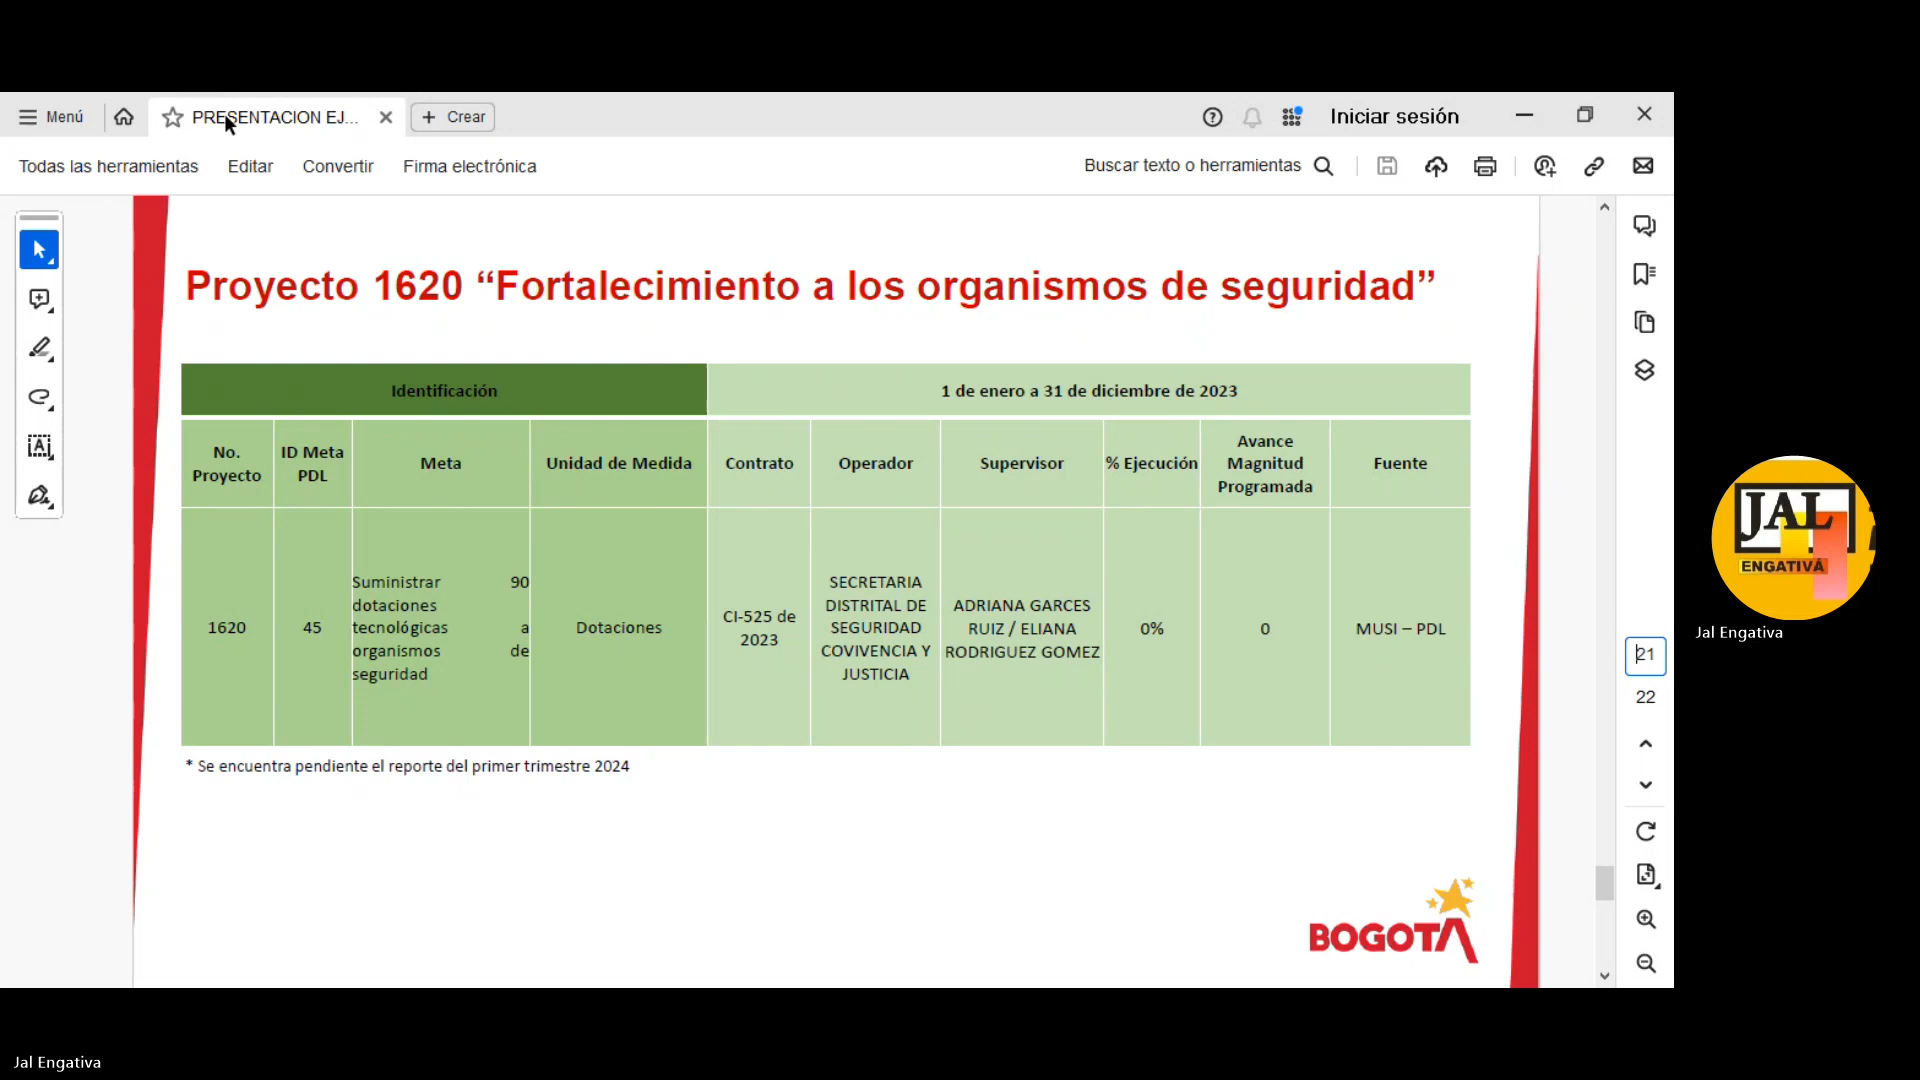 Menú
PRESENTACION EJ...
Crear
Iniciar sesión
Todas las herramientas
Editar
Convertir
Firma electrónica
Buscar texto o herramientas
Proyecto 1620 “Fortalecimiento a los organismos de seguridad”
Identificación
1 de enero a 31 de diciembre de 2023
No.
Proyecto
ID Meta
PDL
Meta
Unidad de Medida
Contrato
Operador
Supervisor
% Ejecución
Avance
Magnitud
Programada
Fuente
1620
45
Suministrar 90
dotaciones
tecnológicas a
organismos de
seguridad
Dotaciones
CI-525 de
2023
SECRETARIA
DISTRITAL DE
SEGURIDAD
COVIVENCIA Y
JUSTICIA
ADRIANA GARCES
RUIZ / ELIANA
RODRIGUEZ GOMEZ
0%
0
MUSI – PDL
* Se encuentra pendiente el reporte del primer trimestre 2024
BOGOTA
21
22
JAL
ENGATIVÁ
Jal Engativa
Jal Engativa